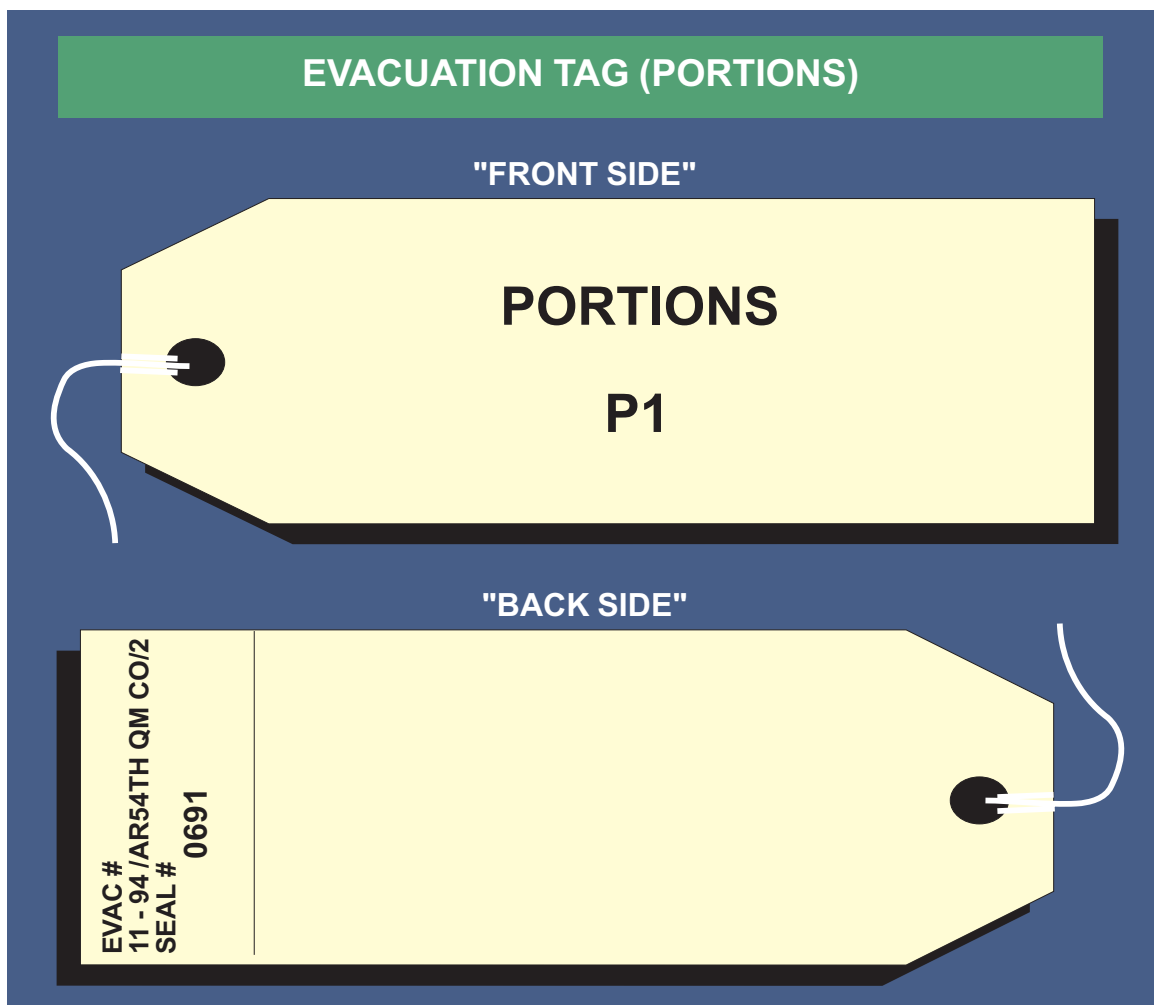 EVACUATION TAG (PORTIONS)
"FRONT SIDE"
PORTIONS
P1
"BACK SIDE"
EVAC #
11 - 94 /AR54TH QM CO/2
SEAL #
0691